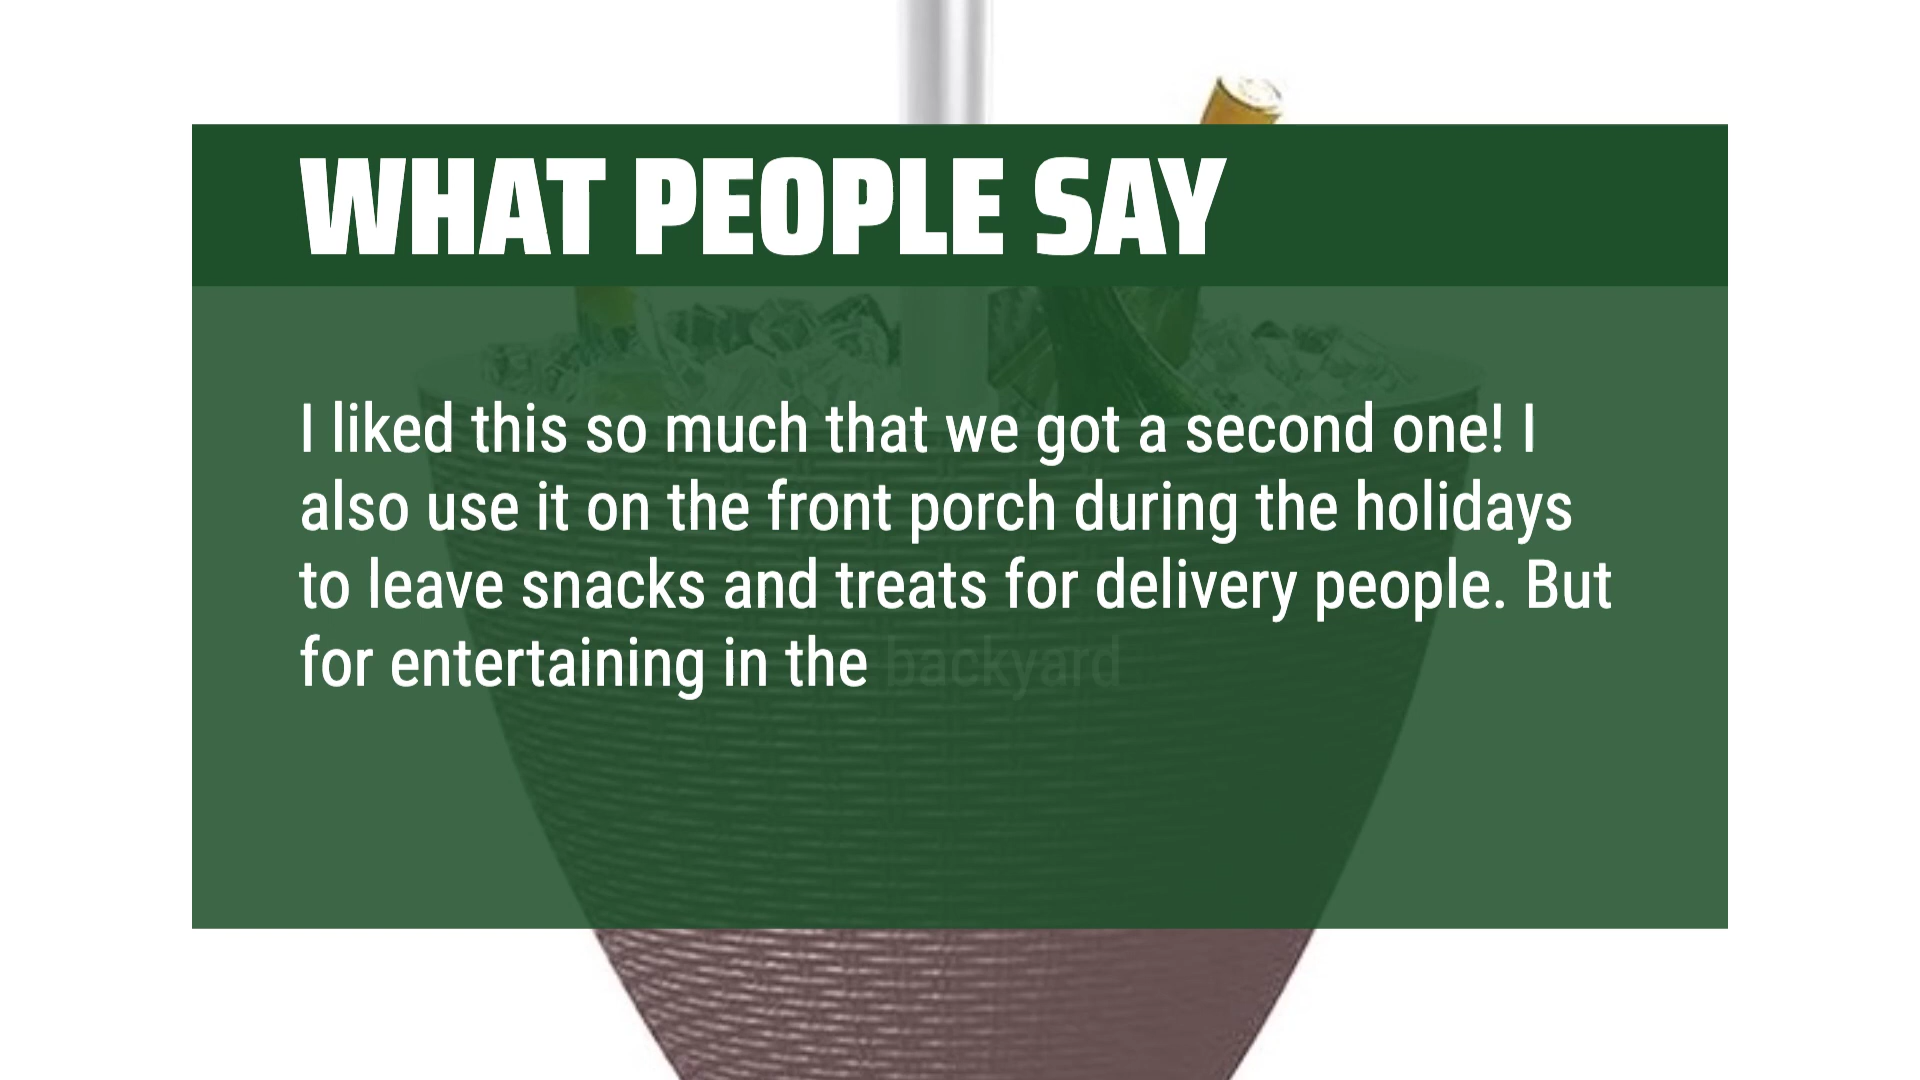 WHAT PEOPLE SAY
I liked this so much that we got a second one! I
also use it on the front porch during the holidays
to leave snacks and treats for delivery people. But
for entertaining in the backyard